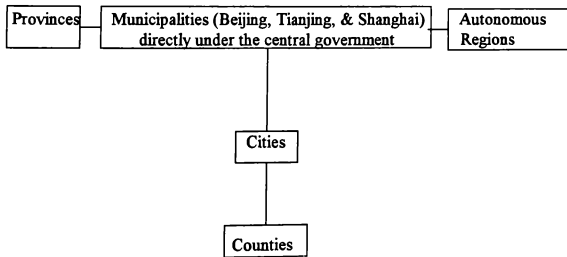 Provinces
Municipalities (Beijing, Tianjing, & Shanghai)
directly under the central government
Autonomous
Regions
Cities
Counties